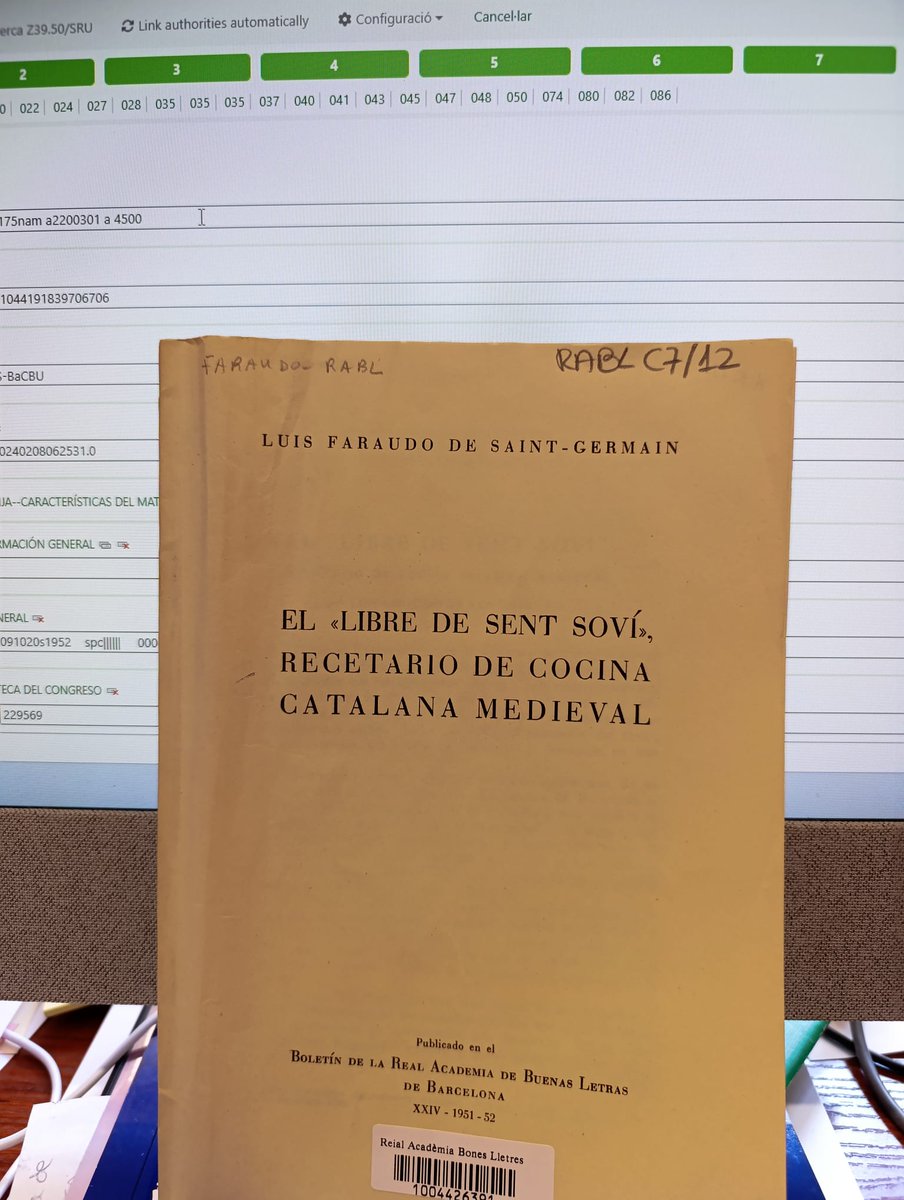 erca Z39.50/SRU Link authorities automatically Configuració Cancel·lar
2 3 4 5 6 7
0 022 024 027 028 035 035 035 037 040 041 043 045 047 048 050 074 080 082 086
175nam a2200301 a 4500
1044191839706706
S-BaCBU
0240208062531.0
IJA--CARACTERÍSTICAS DEL MAT
RMACIÓN GENERAL
NERAL
091020s1952 spc|||||| 000
TECA DEL CONGRESO
229569
FARAUDO RABL
RABL C7/12
LUIS FARAUDO DE SAINT-GERMAIN
EL «LIBRE DE SENT SOVÍ»,
RECETARIO DE COCINA
CATALANA MEDIEVAL
Publicado en el
BOLETÍN DE LA REAL ACADEMIA DE BUENAS LETRAS
DE BARCELONA
XXIV - 1951 - 52
Reial Acadèmia Bones Lletres
1004426391